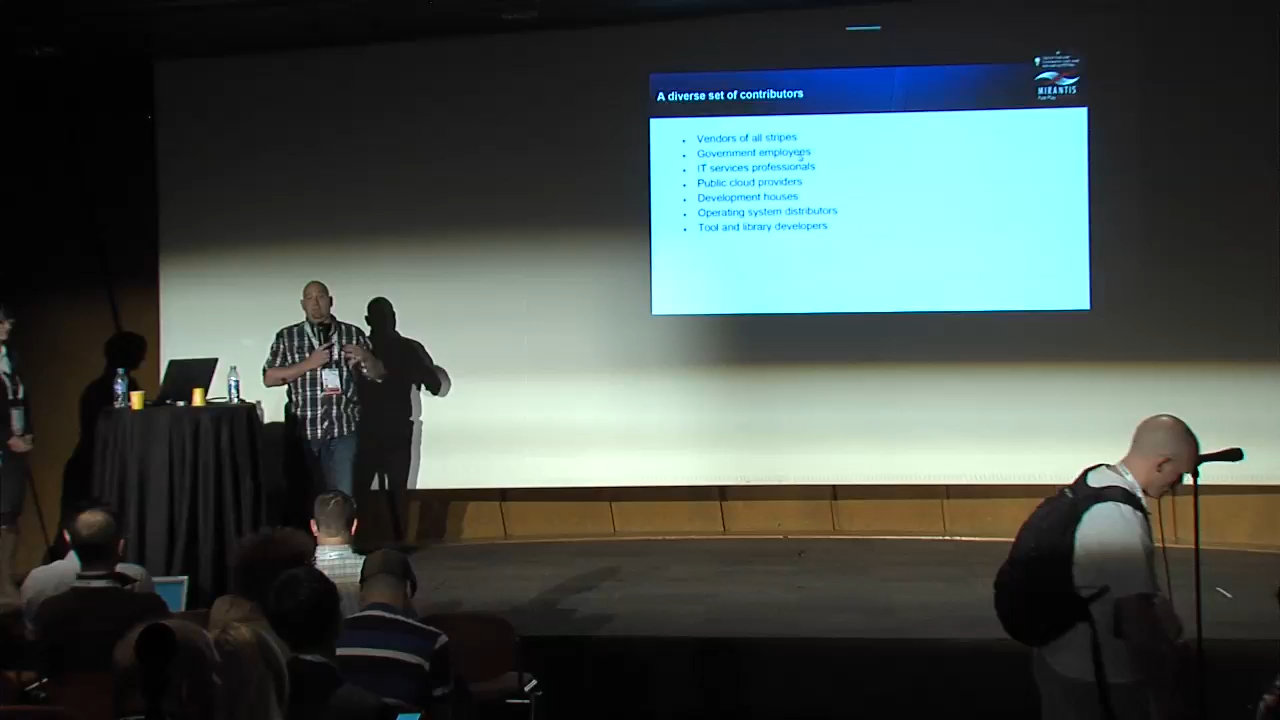 A diverse set of contributors
MIRANTIS
Vendors of all stripes
Government employees
IT services professionals
Public cloud providers
Development houses
Operating system distributors
Tool and library developers